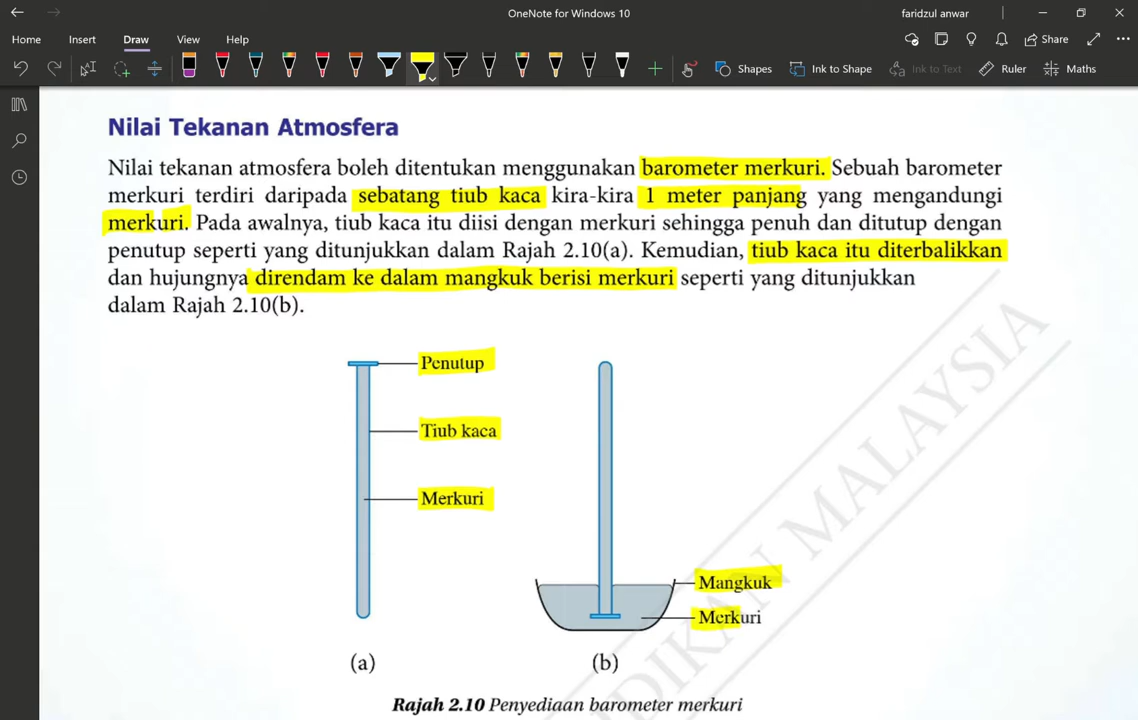 OneNote for Windows 10
faridzul anwar
Home
Insert
Draw
View
Help
Share
Shapes
Ink to Shape
Ink to Text
Ruler
Maths
Nilai Tekanan Atmosfera
Nilai tekanan atmosfera boleh ditentukan menggunakan barometer merkuri. Sebuah barometer
merkuri terdiri daripada sebatang tiub kaca kira-kira 1 meter panjang yang mengandungi
merkuri. Pada awalnya, tiub kaca itu diisi dengan merkuri sehingga penuh dan ditutup dengan
penutup seperti yang ditunjukkan dalam Rajah 2.10(a). Kemudian, tiub kaca itu diterbalikkan
dan hujungnya direndam ke dalam mangkuk berisi merkuri seperti yang ditunjukkan
dalam Rajah 2.10(b).
Penutup
Tiub kaca
Merkuri
Mangkuk
Merkuri
(a)
(b)
Rajah 2.10 Penyediaan barometer merkuri
DIKAN MALAYSIA